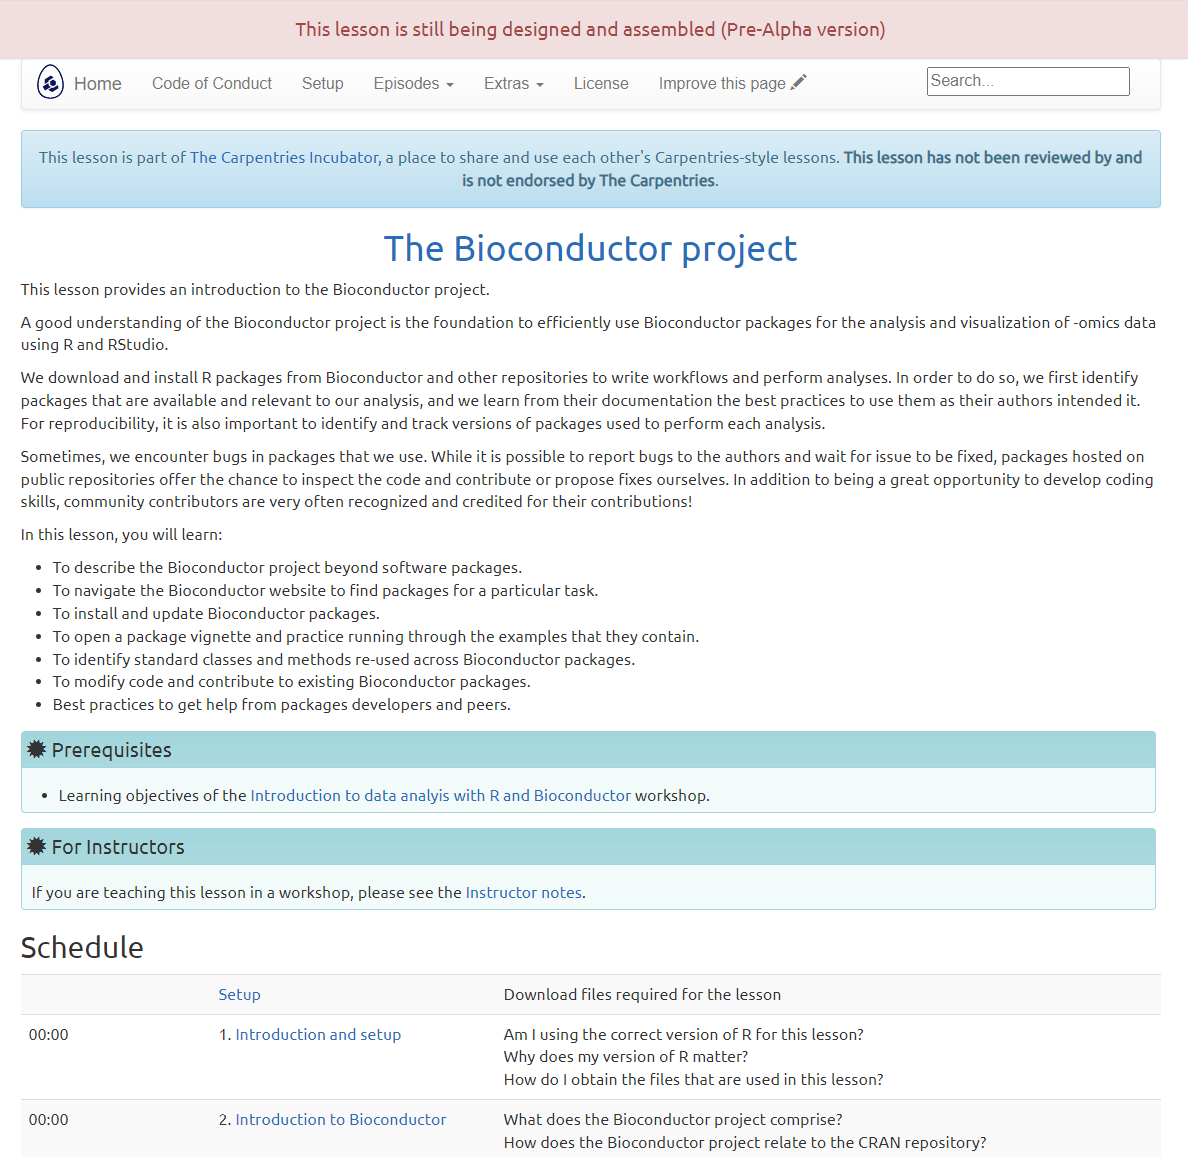 This lesson is still being designed and assembled (Pre-Alpha version)
Home Code of Conduct Setup Episodes Extras License Improve this page Search...
This lesson is part of The Carpentries Incubator, a place to share and use each other's Carpentries-style lessons. This lesson has not been reviewed by and
is not endorsed by The Carpentries.
The Bioconductor project
This lesson provides an introduction to the Bioconductor project.
A good understanding of the Bioconductor project is the foundation to efficiently use Bioconductor packages for the analysis and visualization of -omics data
using R and RStudio.
We download and install R packages from Bioconductor and other repositories to write workflows and perform analyses. In order to do so, we first identify
packages that are available and relevant to our analysis, and we learn from their documentation the best practices to use them as their authors intended it.
For reproducibility, it is also important to identify and track versions of packages used to perform each analysis.
Sometimes, we encounter bugs in packages that we use. While it is possible to report bugs to the authors and wait for issue to be fixed, packages hosted on
public repositories offer the chance to inspect the code and contribute or propose fixes ourselves. In addition to being a great opportunity to develop coding
skills, community contributors are very often recognized and credited for their contributions!
In this lesson, you will learn:
• To describe the Bioconductor project beyond software packages.
• To navigate the Bioconductor website to find packages for a particular task.
• To install and update Bioconductor packages.
• To open a package vignette and practice running through the examples that they contain.
• To identify standard classes and methods re-used across Bioconductor packages.
• To modify code and contribute to existing Bioconductor packages.
• Best practices to get help from packages developers and peers.
Prerequisites
• Learning objectives of the Introduction to data analyis with R and Bioconductor workshop.
For Instructors
If you are teaching this lesson in a workshop, please see the Instructor notes.
Schedule
Setup Download files required for the lesson
00:00 1. Introduction and setup Am I using the correct version of R for this lesson?
Why does my version of R matter?
How do I obtain the files that are used in this lesson?
00:00 2. Introduction to Bioconductor What does the Bioconductor project comprise?
How does the Bioconductor project relate to the CRAN repository?